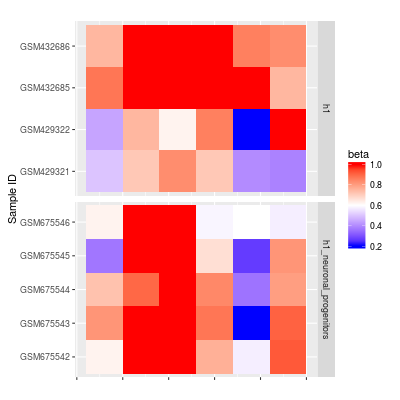 Sample ID
GSM432686
GSM432685
GSM429322
GSM429321
h1
GSM675546
GSM675545
GSM675544
GSM675543
GSM675542
h1_neuronal_progenitors
beta
1.0
0.8
0.6
0.4
0.2